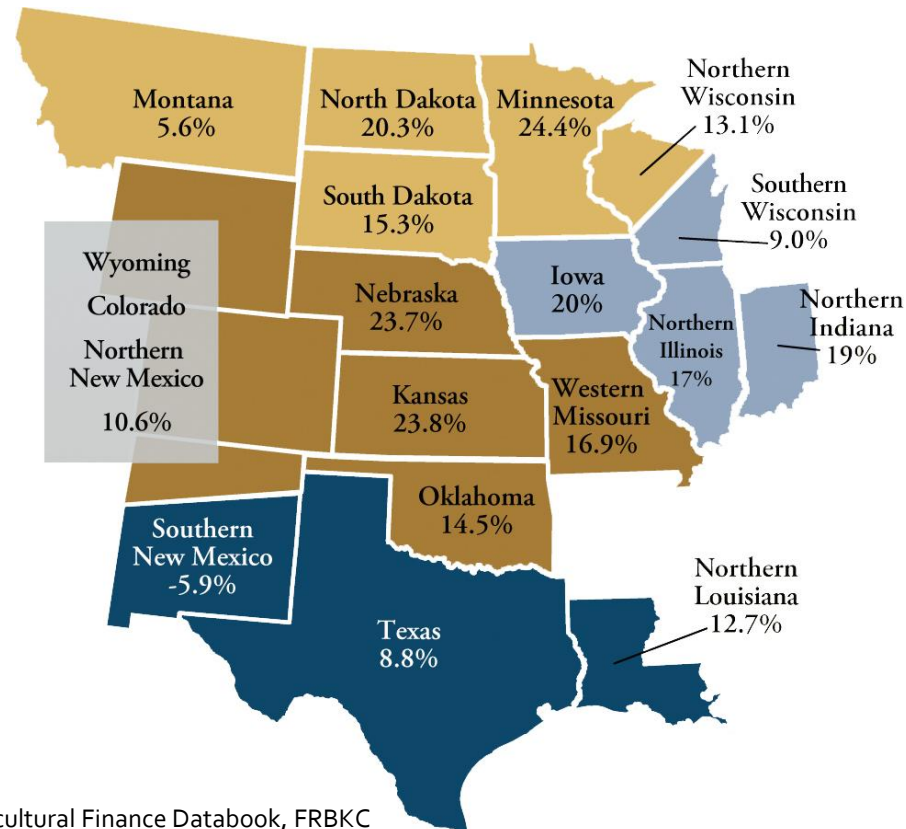 Montana
5.6%
North Dakota
20.3%
Minnesota
24.4%
Northern
Wisconsin
13.1%
South Dakota
15.3%
Southern
Wisconsin
9.0%
Wyoming
Colorado
Northern
New Mexico
10.6%
Nebraska
23.7%
Iowa
20%
Northern
Illinois
17%
Northern
Indiana
19%
Kansas
23.8%
Western
Missouri
16.9%
Oklahoma
14.5%
Southern
New Mexico
-5.9%
Texas
8.8%
Northern
Louisiana
12.7%
cultural Finance Databook, FRBKC